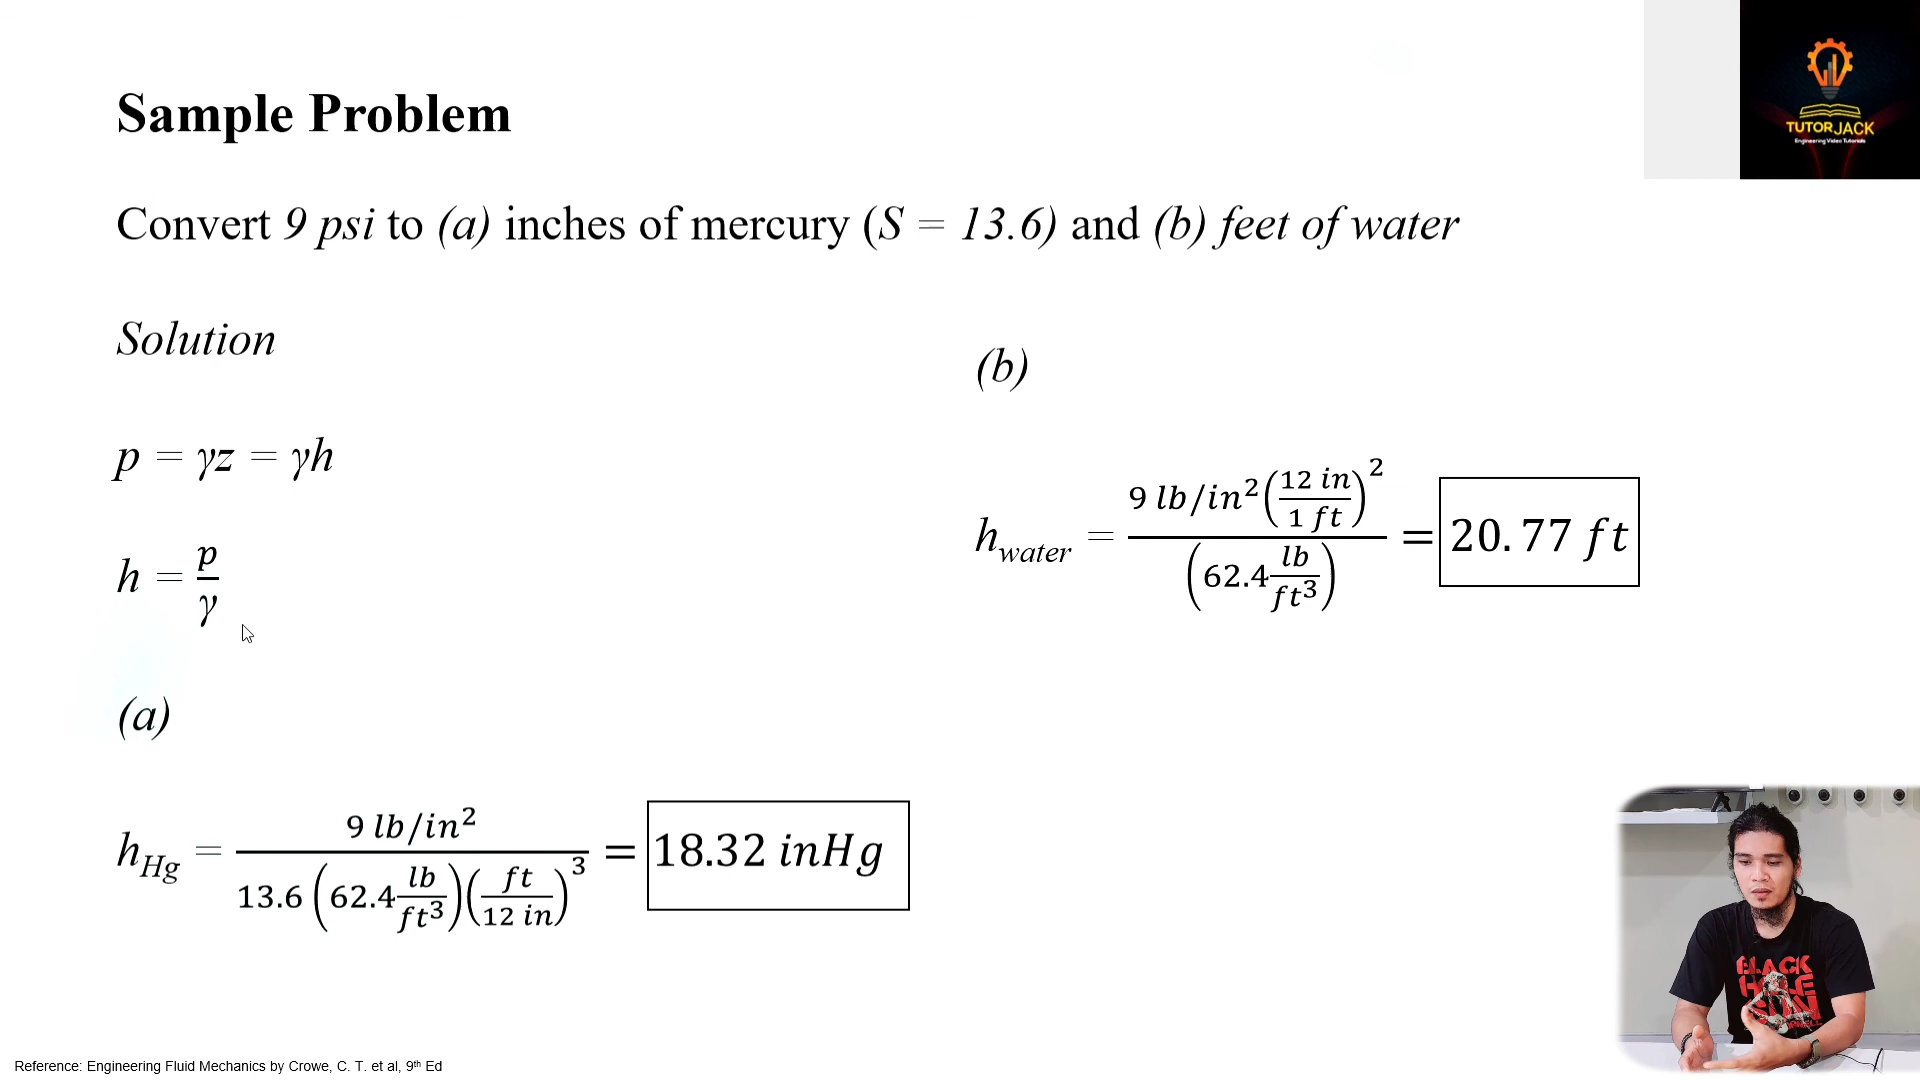 Sample Problem
TUTORJACK
Engineering Video Tutorials
Convert 9 psi to (a) inches of mercury (S = 13.6) and (b) feet of water
Solution
p = γz = γh
h = p/γ
(a)
h_Hg = 9 lb/in² / (13.6 (62.4 lb/ft³)(ft/12 in)³) = 18.32 inHg
(b)
h_water = 9 lb/in² (12 in/1 ft)² / (62.4 lb/ft³) = 20.77 ft
BLACK
HOLE
SUN
Reference: Engineering Fluid Mechanics by Crowe, C. T. et al, 9th Ed